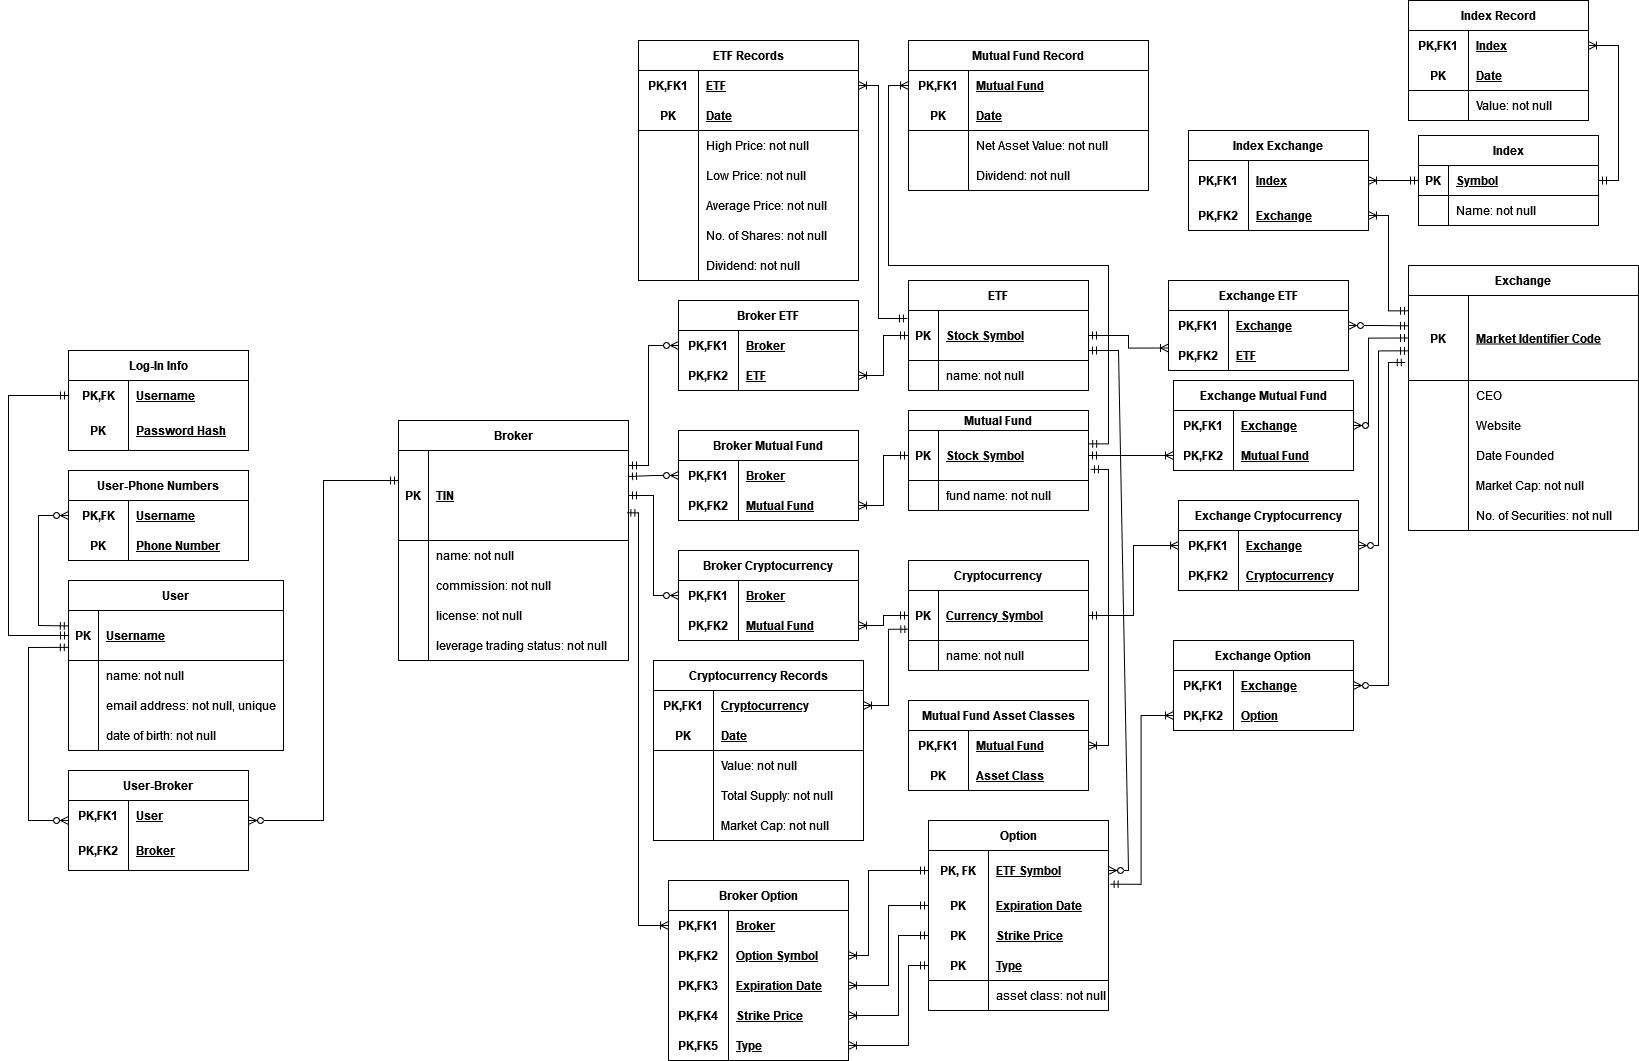 Index Record
PK,FK1 Index
PK Date
Value: not null
ETF Records
PK,FK1 ETF
PK Date
High Price: not null
Low Price: not null
Average Price: not null
No. of Shares: not null
Dividend: not null
Mutual Fund Record
PK,FK1 Mutual Fund
PK Date
Net Asset Value: not null
Dividend: not null
Index Exchange
PK,FK1 Index
PK,FK2 Exchange
Index
PK Symbol
Name: not null
Exchange
PK Market Identifier Code
CEO
Website
Date Founded
Market Cap: not null
No. of Securities: not null
Broker ETF
PK,FK1 Broker
PK,FK2 ETF
ETF
PK Stock Symbol
name: not null
Exchange ETF
PK,FK1 Exchange
PK,FK2 ETF
Log-In Info
PK,FK Username
PK Password Hash
User-Phone Numbers
PK,FK Username
PK Phone Number
User
PK Username
name: not null
email address: not null, unique
date of birth: not null
User-Broker
PK,FK1 User
PK,FK2 Broker
Broker
PK TIN
name: not null
commission: not null
license: not null
leverage trading status: not null
Broker Mutual Fund
PK,FK1 Broker
PK,FK2 Mutual Fund
Mutual Fund
PK Stock Symbol
fund name: not null
Exchange Mutual Fund
PK,FK1 Exchange
PK,FK2 Mutual Fund
Broker Cryptocurrency
PK,FK1 Broker
PK,FK2 Mutual Fund
Cryptocurrency
PK Currency Symbol
name: not null
Exchange Cryptocurrency
PK,FK1 Exchange
PK,FK2 Cryptocurrency
Cryptocurrency Records
PK,FK1 Cryptocurrency
PK Date
Value: not null
Total Supply: not null
Market Cap: not null
Mutual Fund Asset Classes
PK,FK1 Mutual Fund
PK Asset Class
Exchange Option
PK,FK1 Exchange
PK,FK2 Option
Broker Option
PK,FK1 Broker
PK,FK2 Option Symbol
PK,FK3 Expiration Date
PK,FK4 Strike Price
PK,FK5 Type
Option
PK, FK ETF Symbol
PK Expiration Date
PK Strike Price
PK Type
asset class: not null